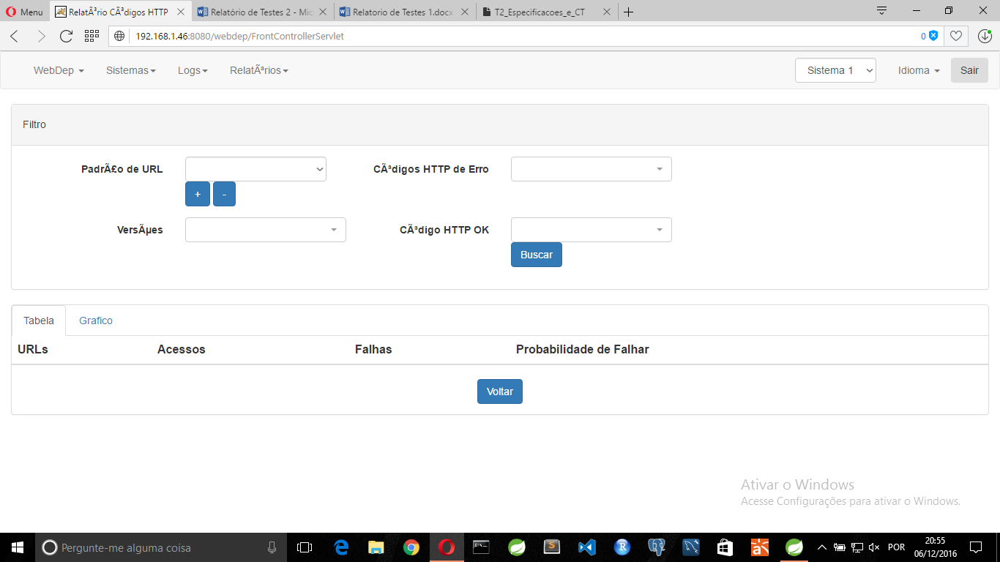 Menu RelatÃ³rio CÃ³digos HTTP Relatório de Testes 2 - Mic Relatorio de Testes 1.docx T2_Especificacoes_e_CT
192.168.1.46:8080/webdep/FrontControllerServlet 0
WebDep Sistemas Logs RelatÃ³rios Sistema 1 Idioma Sair
Filtro
PadrÃ£o de URL CÃ³digos HTTP de Erro
+ -
VersÃµes CÃ³digo HTTP OK
Buscar
Tabela Grafico
URLs Acessos Falhas Probabilidade de Falhar
Voltar
Ativar o Windows
Acesse Configurações para ativar o Windows.
Pergunte-me alguma coisa POR 20:55
06/12/2016